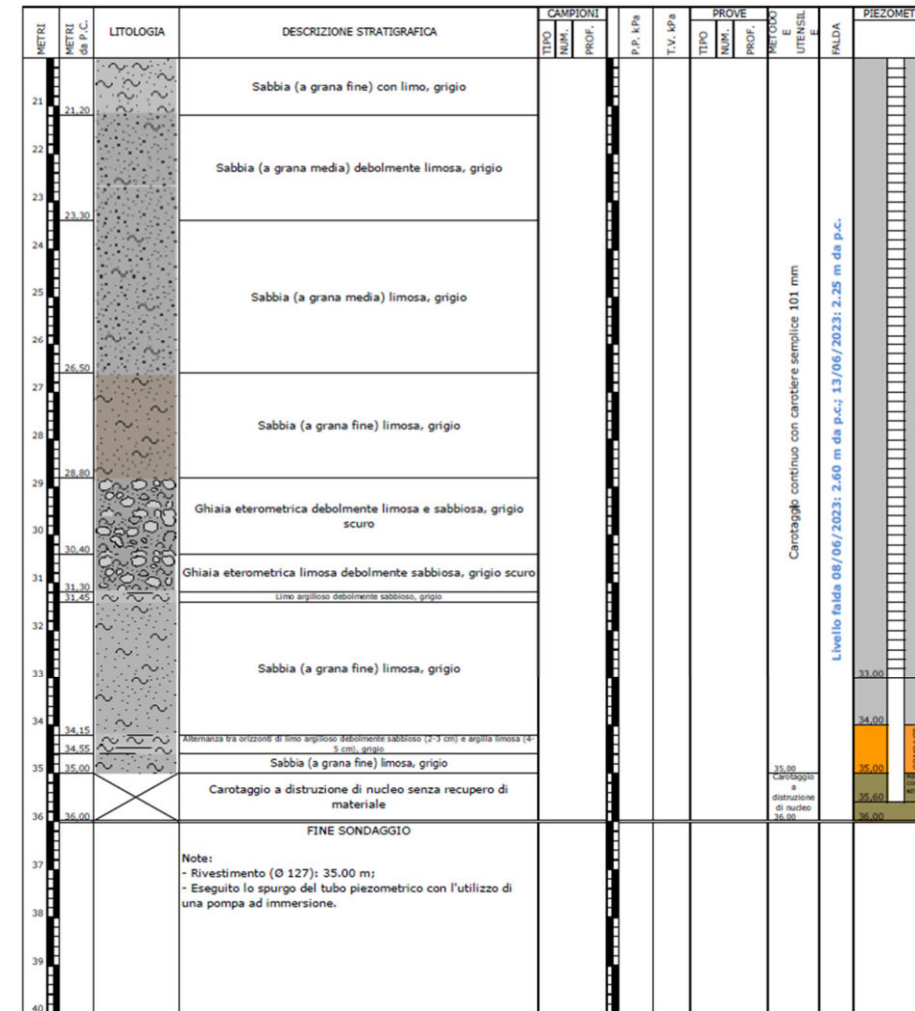 METRI
METRI da P.C.
LITOLOGIA
DESCRIZIONE STRATIGRAFICA
CAMPIONI
TIPO
NUM.
PROF.
P.P. kPa
T.V. kPa
PROVE
TIPO
NUM.
PROF.
METODO
E
UTENSIL
E
FALDA
PIEZOMET
Sabbia (a grana fine) con limo, grigio
21
21,20
22
Sabbia (a grana media) debolmente limosa, grigio
23
23,30
24
25
Sabbia (a grana media) limosa, grigio
26
26,50
27
28
Sabbia (a grana fine) limosa, grigio
28,80
29
Ghiaia eterometrica debolmente limosa e sabbiosa, grigio
scuro
30
30,40
31
Ghiaia eterometrica limosa debolmente sabbiosa, grigio scuro
31,30
31,45
Limo argilloso debolmente sabbioso, grigio
32
33
Sabbia (a grana fine) limosa, grigio
34
34,15
Alternanza tra orizzonti di limo argilloso debolmente sabbioso (2-3 cm) e argilla limosa (4-
5 cm), grigio
34,55
Sabbia (a grana fine) limosa, grigio
35
35,00
Carotaggio a distruzione di nucleo senza recupero di
materiale
36
36,00
Carotaggio continuo con carotiere semplice 101 mm
35,00
Carotaggio
a
distruzione
di nucleo
36.00
Livello falda 08/06/2023: 2.60 m da p.c.; 13/06/2023: 2.25 m da p.c.
33,00
34,00
35,00
35,60
36,00
FINE SONDAGGIO
Note:
- Rivestimento (Ø 127): 35.00 m;
- Eseguito lo spurgo del tubo piezometrico con l'utilizzo di
una pompa ad immersione.
37
38
39
40